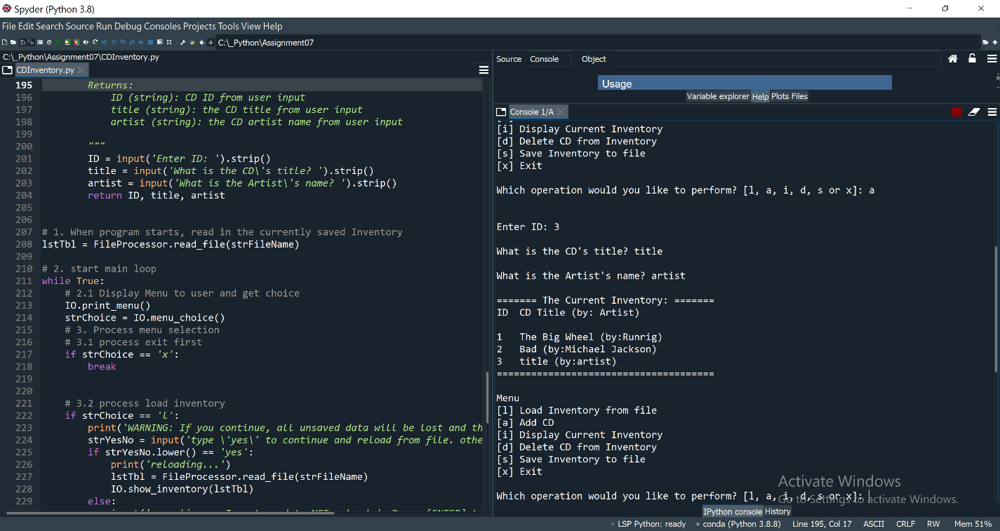 Spyder (Python 3.8)
File Edit Search Source Run Debug Consoles Projects Tools View Help
C:\_Python\Assignment07
C:\_Python\Assignment07\CDInventory.py
CDInventory.py
195 Returns:
196 ID (string): CD ID from user input
197 title (string): the CD title from user input
198 artist (string): the CD artist name from user input
199
200 """
201 ID = input('Enter ID: ').strip()
202 title = input('What is the CD\'s title? ').strip()
203 artist = input('What is the Artist\'s name? ').strip()
204 return ID, title, artist
205
206
207 # 1. When program starts, read in the currently saved Inventory
208 lstTbl = FileProcessor.read_file(strFileName)
209
210 # 2. start main loop
211 while True:
212 # 2.1 Display Menu to user and get choice
213 IO.print_menu()
214 strChoice = IO.menu_choice()
215 # 3. Process menu selection
216 # 3.1 process exit first
217 if strChoice == 'x':
218 break
219
220
221 # 3.2 process load inventory
222 if strChoice == 'l':
223 print('WARNING: If you continue, all unsaved data will be lost and th
224 strYesNo = input('type \'yes\' to continue and reload from file. othe
225 if strYesNo.lower() == 'yes':
226 print('reloading...')
227 lstTbl = FileProcessor.read_file(strFileName)
228 IO.show_inventory(lstTbl)
229 else:
Source Console Object
Usage
Variable explorer Help Plots Files
Console 1/A
[i] Display Current Inventory
[d] Delete CD from Inventory
[s] Save Inventory to file
[x] Exit
Which operation would you like to perform? [l, a, i, d, s or x]: a
Enter ID: 3
What is the CD's title? title
What is the Artist's name? artist
======= The Current Inventory: =======
ID CD Title (by: Artist)
1 The Big Wheel (by:Runrig)
2 Bad (by:Michael Jackson)
3 title (by:artist)
======================================
Menu
[l] Load Inventory from file
[a] Add CD
[i] Display Current Inventory
[d] Delete CD from Inventory
[s] Save Inventory to file
[x] Exit
Which operation would you like to perform? [l, a, i, d, s or x]:
Activate Windows
Go to Settings to activate Windows.
IPython console History
LSP Python: ready conda (Python 3.8.8) Line 195, Col 17 ASCII CRLF RW Mem 51%